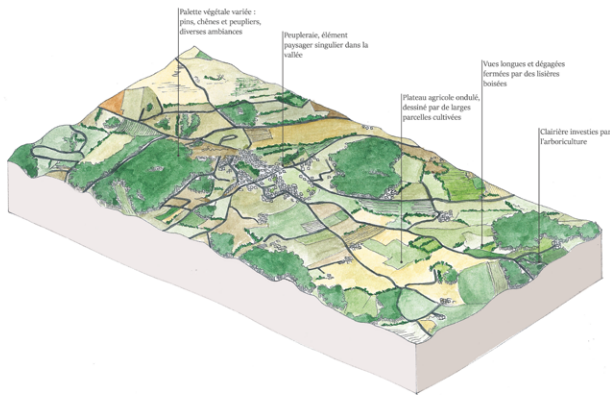 Palette végétale variée :
pins, chênes et peupliers,
diverses ambiances
Peupleraie, élément
paysager singulier dans la
vallée
Vues longues et dégagées
fermées par des lisières
boisées
Plateau agricole ondulé,
dessiné par de larges
parcelles cultivées
Clairière investies par
l'arboriculture